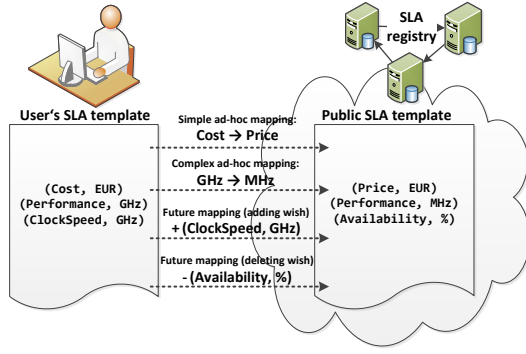 SLA
registry
User's SLA template
Public SLA template
Simple ad-hoc mapping:
Cost → Price
Complex ad-hoc mapping:
GHz → MHz
Future mapping (adding wish)
+ (ClockSpeed, GHz)
Future mapping (deleting wish)
- (Availability, %)
(Cost, EUR)
(Performance, GHz)
(ClockSpeed, GHz)
(Price, EUR)
(Performance, MHz)
(Availability, %)